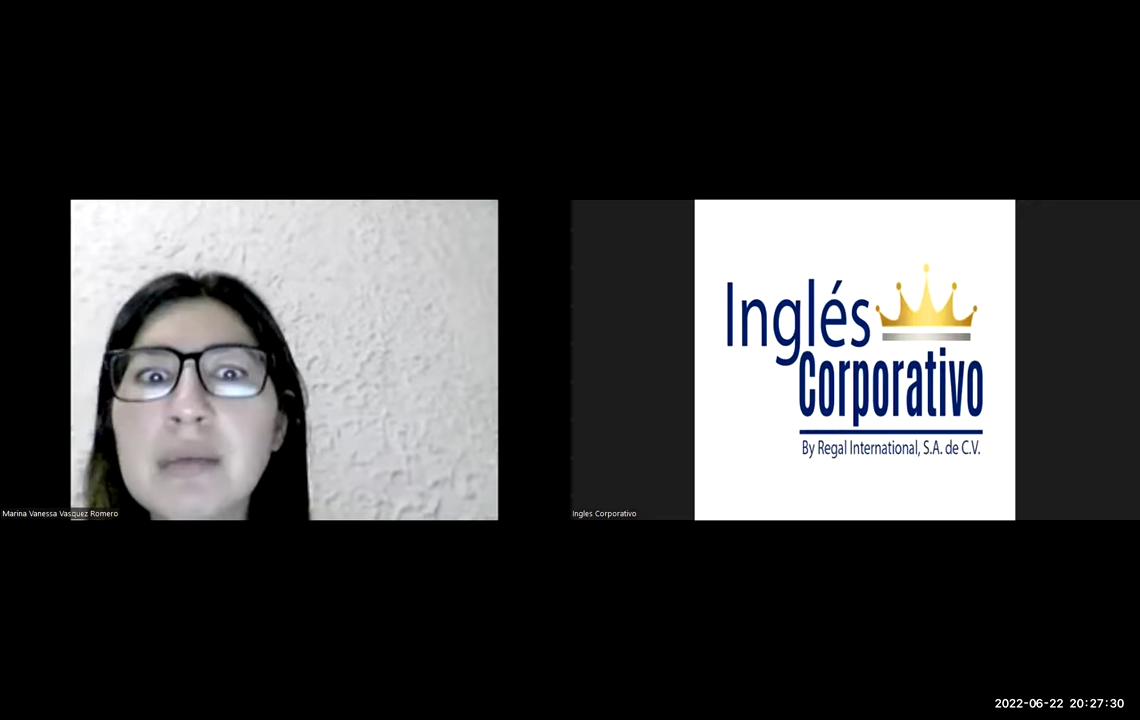 Inglés
Corporativo
By Regal International, S.A. de C.V.
Marina Vanessa Vasquez Romero
Ingles Corporativo
2022-06-22 20:27:30